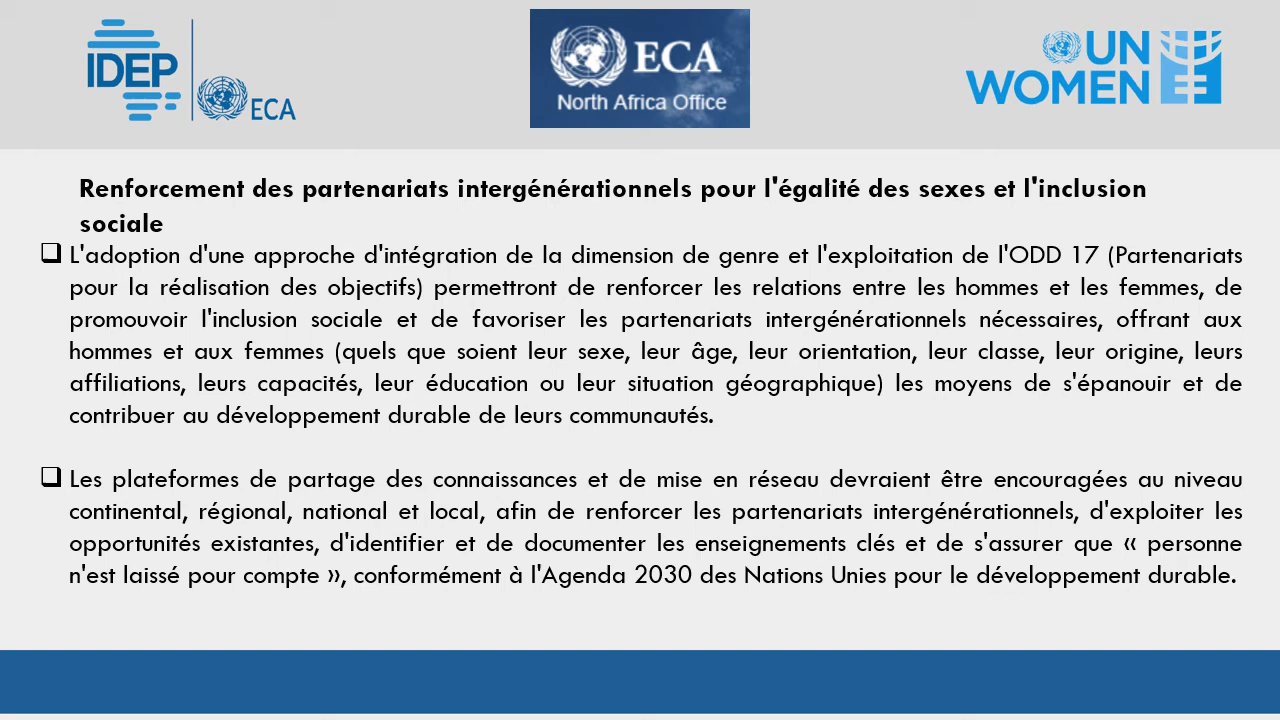 IDEP
ECA
ECA
North Africa Office
UN
WOMEN
Renforcement des partenariats intergénérationnels pour l'égalité des sexes et l'inclusion
sociale
❑ L'adoption d'une approche d'intégration de la dimension de genre et l'exploitation de l'ODD 17 (Partenariats
pour la réalisation des objectifs) permettront de renforcer les relations entre les hommes et les femmes, de
promouvoir l'inclusion sociale et de favoriser les partenariats intergénérationnels nécessaires, offrant aux
hommes et aux femmes (quels que soient leur sexe, leur âge, leur orientation, leur classe, leur origine, leurs
affiliations, leurs capacités, leur éducation ou leur situation géographique) les moyens de s'épanouir et de
contribuer au développement durable de leurs communautés.
❑ Les plateformes de partage des connaissances et de mise en réseau devraient être encouragées au niveau
continental, régional, national et local, afin de renforcer les partenariats intergénérationnels, d'exploiter les
opportunités existantes, d'identifier et de documenter les enseignements clés et de s'assurer que « personne
n'est laissé pour compte », conformément à l'Agenda 2030 des Nations Unies pour le développement durable.